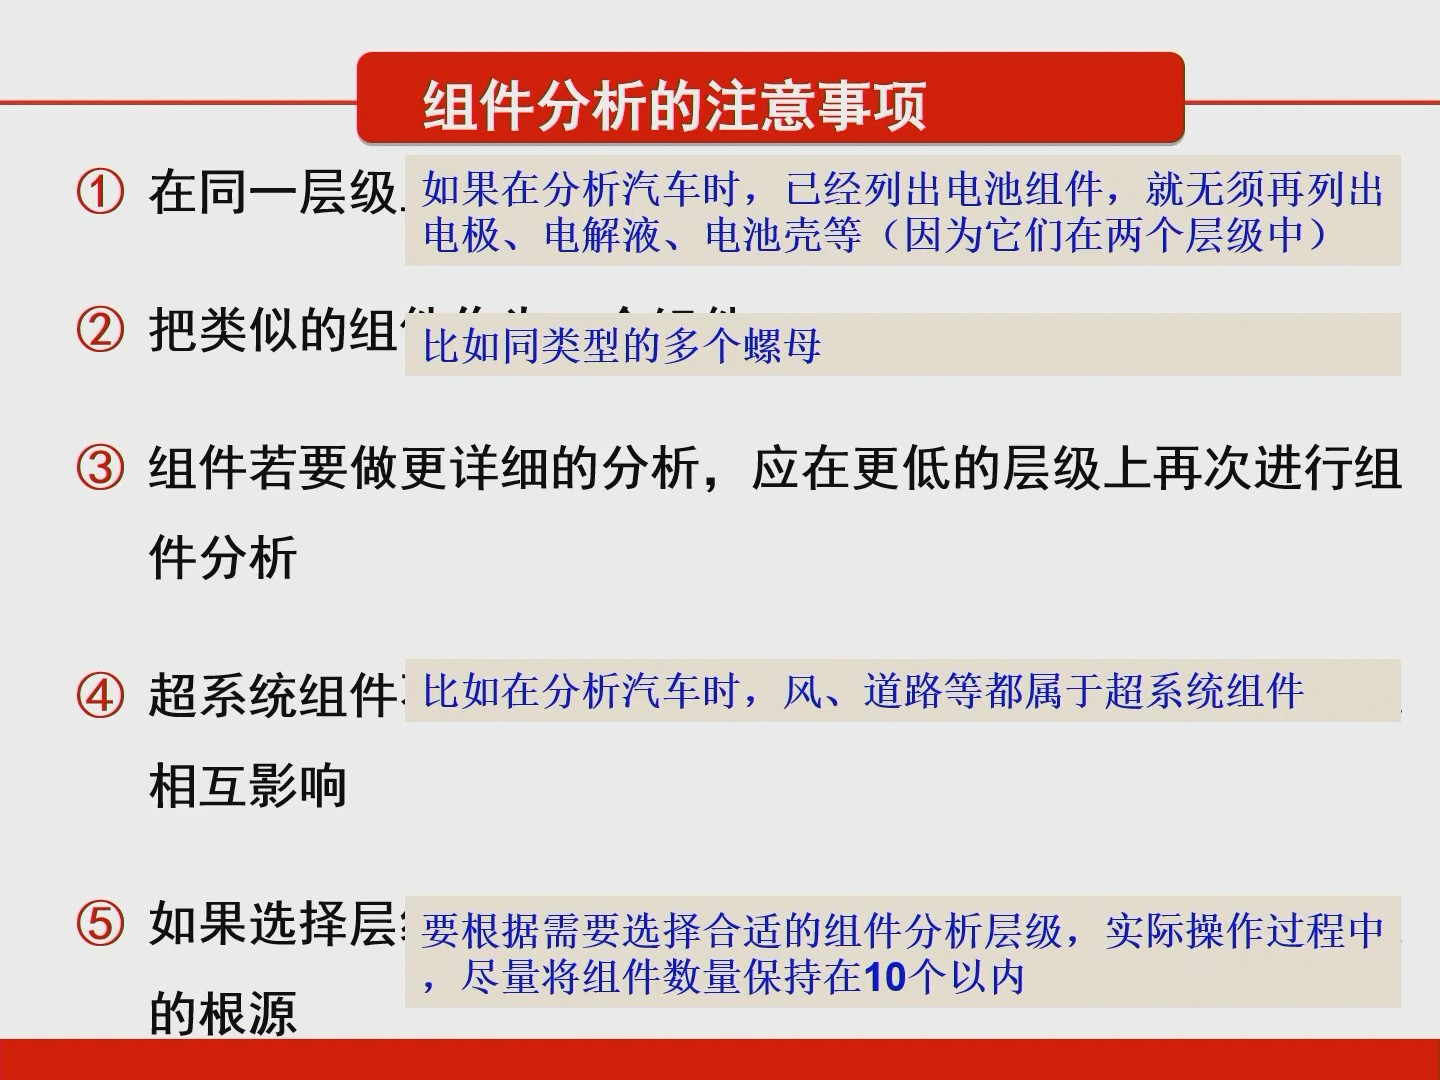 组件分析的注意事项
① 在同一层级
如果在分析汽车时，已经列出电池组件，就无须再列出
电极、电解液、电池壳等（因为它们在两个层级中）
② 把类似的组
比如同类型的多个螺母
③ 组件若要做更详细的分析，应在更低的层级上再次进行组
件分析
④ 超系统组件
比如在分析汽车时，风、道路等都属于超系统组件
相互影响
⑤ 如果选择层
要根据需要选择合适的组件分析层级，实际操作过程中
，尽量将组件数量保持在10个以内
的根源